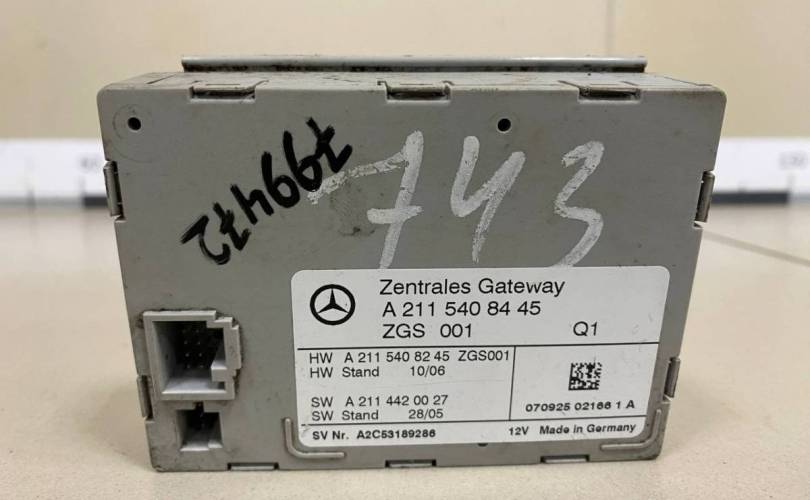 799472
743
Zentrales Gateway
A 211 540 84 45
ZGS 001 Q1
HW A 211 540 82 45 ZGS001
HW Stand 10/06
SW A 211 442 00 27
SW Stand 28/05
070925 02166 1 A
SV Nr. A2C53189286 12V Made in Germany